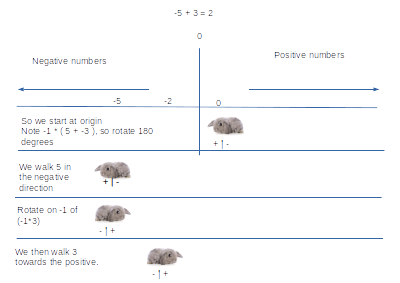 -5 + 3 = 2
0
Negative numbers
Positive numbers
-5
-2
0
So we start at origin
Note -1 * ( 5 + -3 ), so rotate 180
degrees
+ ↑ -
We walk 5 in
the negative
direction
+ ↑ -
Rotate on -1 of
(-1*3)
- ↑ +
We then walk 3
towards the positive.
- ↑ +